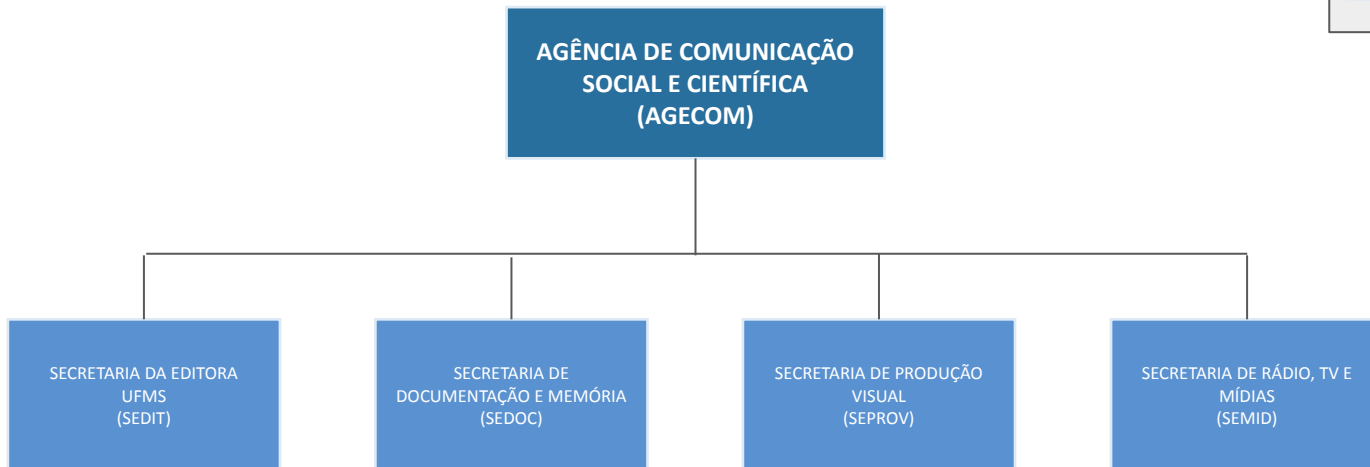 AGÊNCIA DE COMUNICAÇÃO
SOCIAL E CIENTÍFICA
(AGECOM)
SECRETARIA DA EDITORA
UFMS
(SEDIT)
SECRETARIA DE
DOCUMENTAÇÃO E MEMÓRIA
(SEDOC)
SECRETARIA DE PRODUÇÃO
VISUAL
(SEPROV)
SECRETARIA DE RÁDIO, TV E
MÍDIAS
(SEMID)